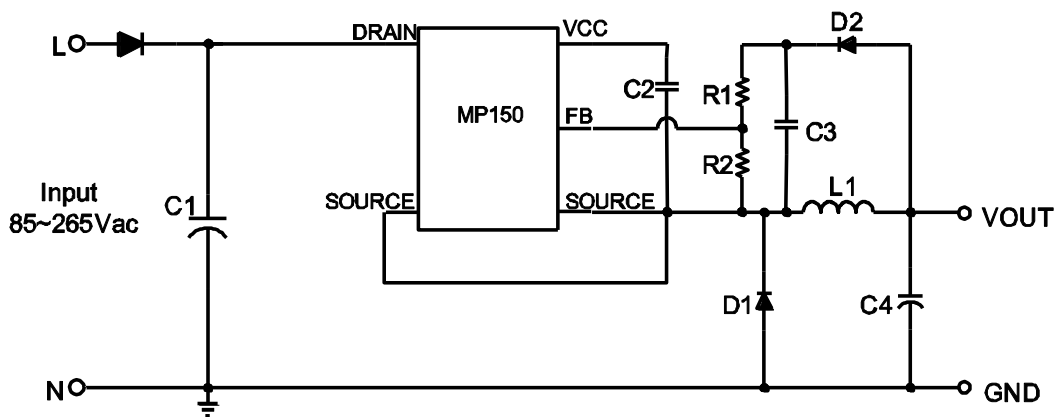 L
DRAIN
VCC
D2
C2
R1
MP150
FB
C3
R2
L1
Input
85~265Vac
C1
SOURCE
SOURCE
VOUT
D1
C4
N
GND